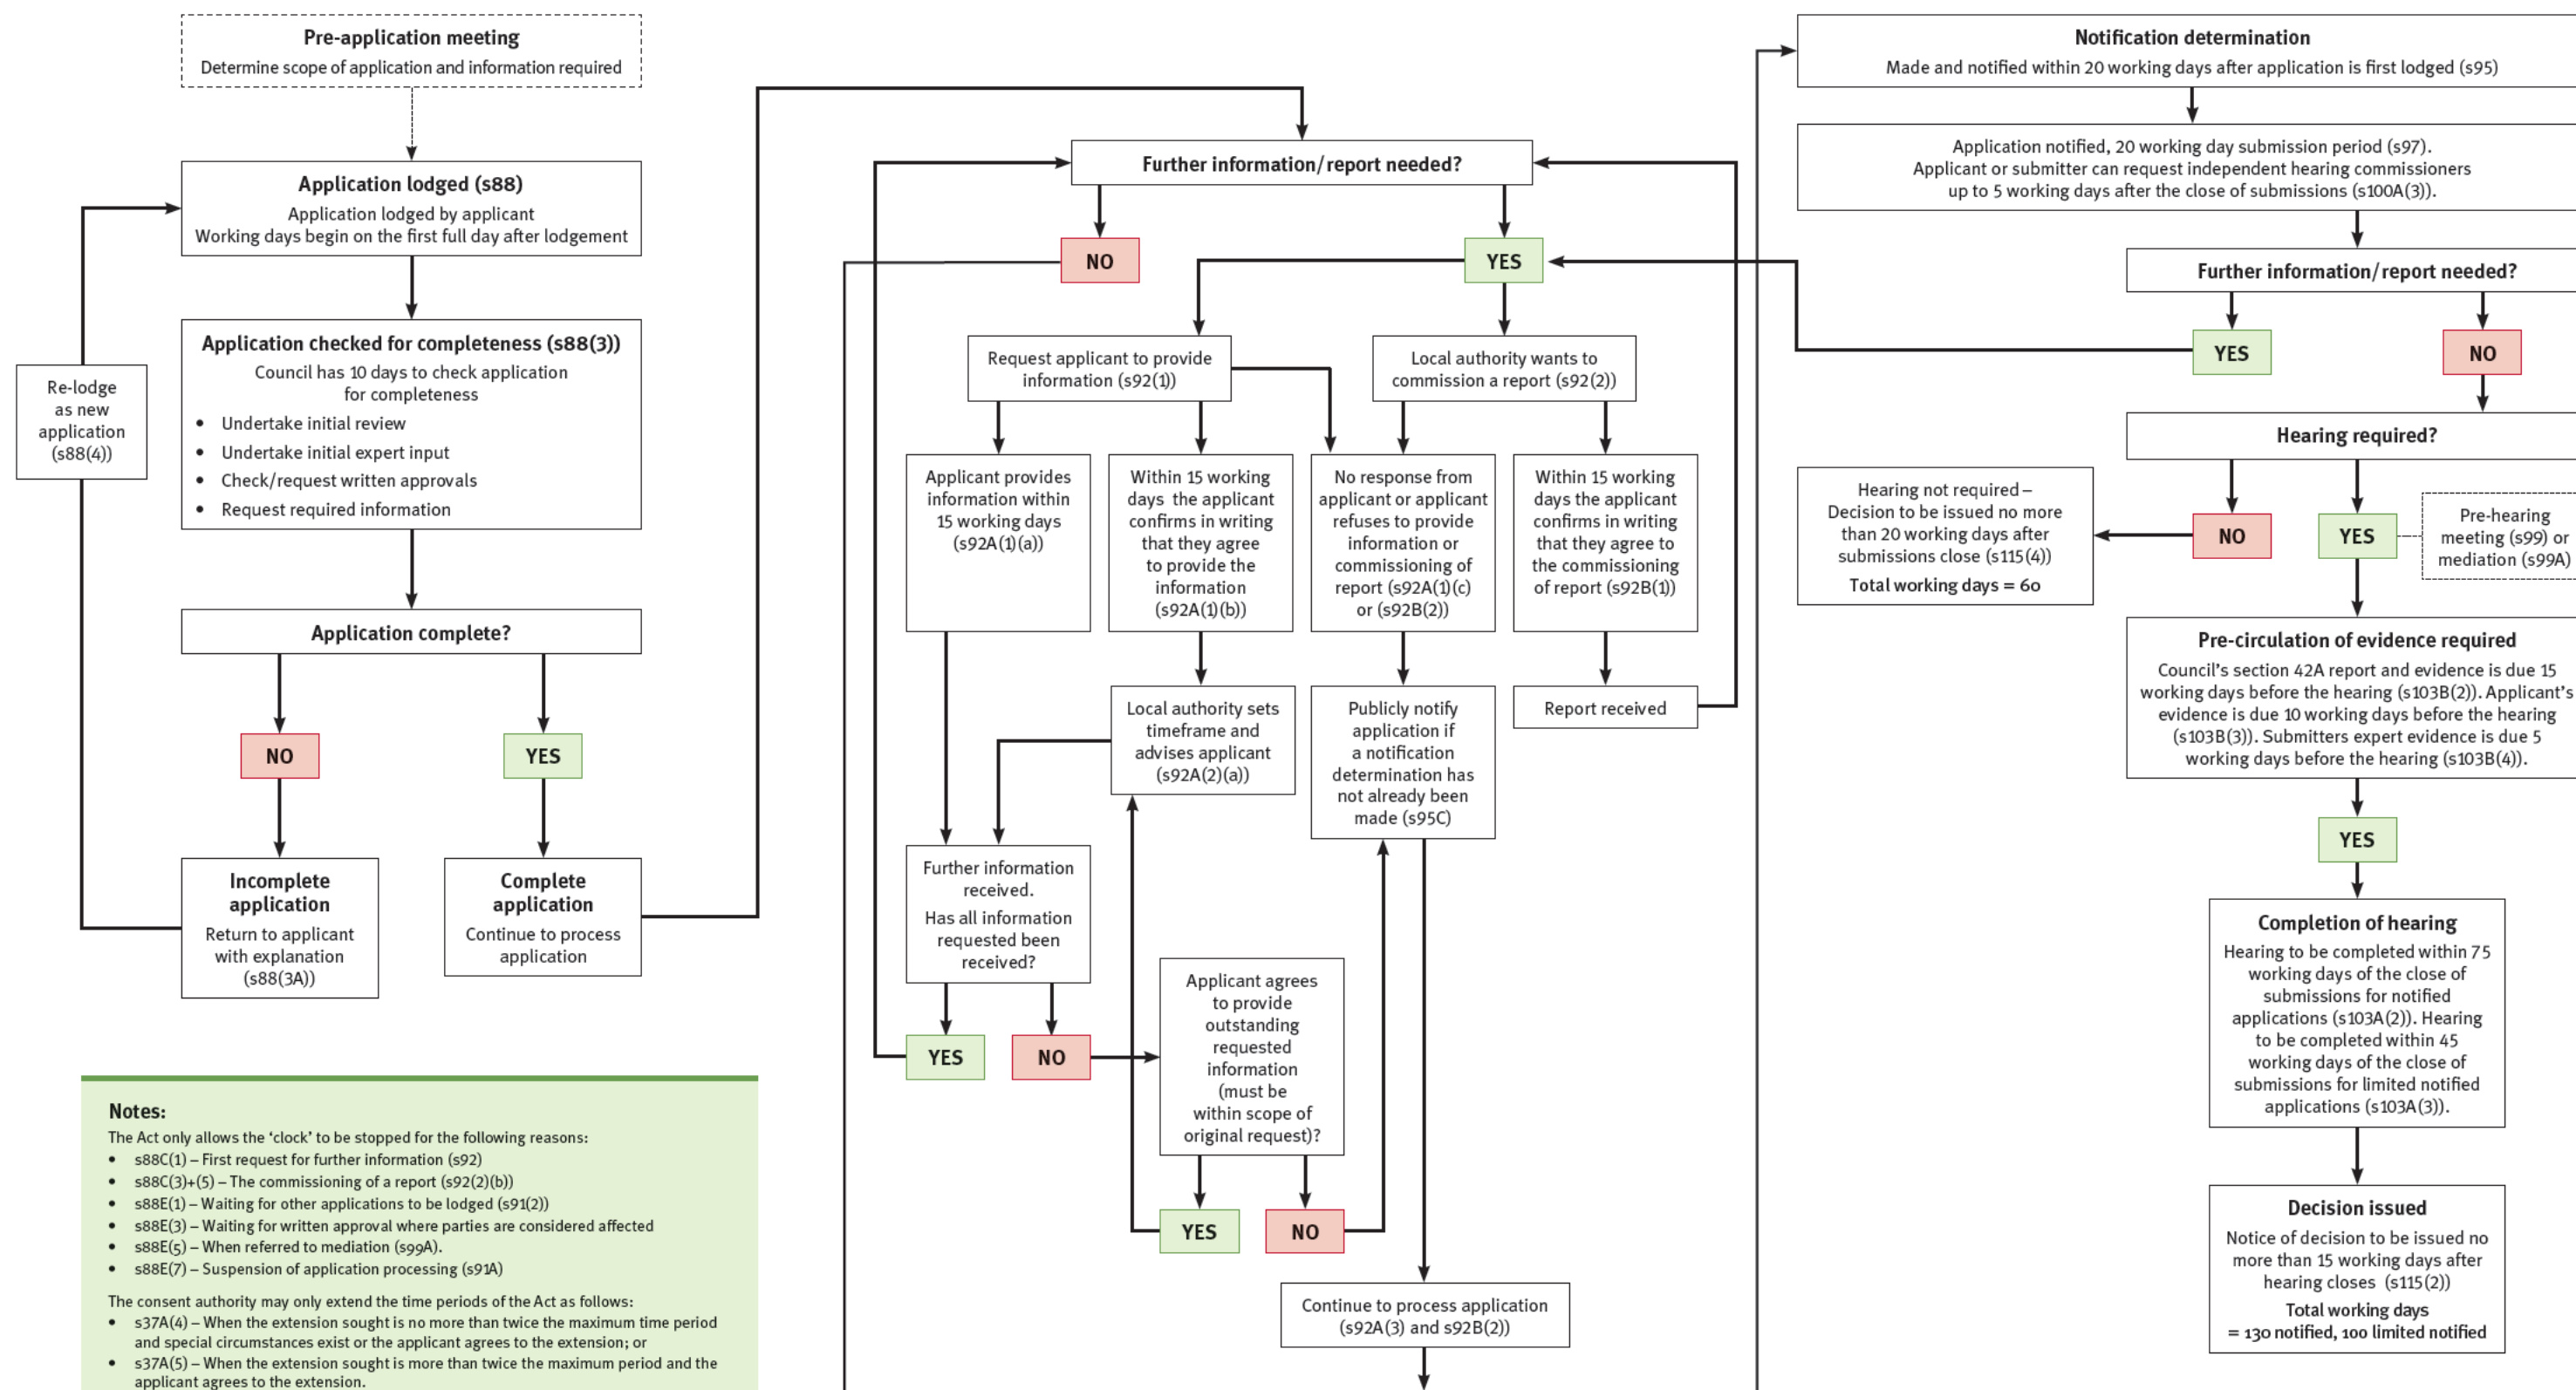 Pre-application meeting
Determine scope of application and information required
Application lodged (s88)
Application lodged by applicant
Working days begin on the first full day after lodgement
Re-lodge
as new
application
(s88(4))
Application checked for completeness (s88(3))
Council has 10 days to check application
for completeness
• Undertake initial review
• Undertake initial expert input
• Check/request written approvals
• Request required information
Application complete?
NO
YES
Incomplete
application
Return to applicant
with explanation
(s88(3A))
Complete
application
Continue to process
application
Notes:
The Act only allows the ‘clock’ to be stopped for the following reasons:
• s88C(1) – First request for further information (s92)
• s88C(3)+(5) – The commissioning of a report (s92(2)(b))
• s88E(1) – Waiting for other applications to be lodged (s91(2))
• s88E(3) – Waiting for written approval where parties are considered affected
• s88E(5) – When referred to mediation (s99A).
• s88E(7) – Suspension of application processing (s91A)
The consent authority may only extend the time periods of the Act as follows:
• s37A(4) – When the extension sought is no more than twice the maximum time period
and special circumstances exist or the applicant agrees to the extension; or
• s37A(5) – When the extension sought is more than twice the maximum period and the
applicant agrees to the extension.
Further information/report needed?
NO
YES
Request applicant to provide
information (s92(1))
Local authority wants to
commission a report (s92(2))
Applicant provides
information within
15 working days
(s92A(1)(a))
Within 15 working
days the applicant
confirms in writing
that they agree
to provide the
information
(s92A(1)(b))
No response from
applicant or applicant
refuses to provide
information or
commissioning of
report (s92A(1)(c)
or (s92B(2))
Within 15 working
days the applicant
confirms in writing
that they agree to
the commissioning
of report (s92B(1))
Local authority sets
timeframe and
advises applicant
(s92A(2)(a))
Publicly notify
application if
a notification
determination has
not already been
made (s95C)
Report received
Further information
received.
Has all information
requested been
received?
YES
NO
Applicant agrees
to provide
outstanding
requested
information
(must be
within scope of
original request)?
YES
NO
Continue to process application
(s92A(3) and s92B(2))
Notification determination
Made and notified within 20 working days after application is first lodged (s95)
Application notified, 20 working day submission period (s97).
Applicant or submitter can request independent hearing commissioners
up to 5 working days after the close of submissions (s100A(3)).
Further information/report needed?
YES
NO
Hearing required?
Hearing not required –
Decision to be issued no more
than 20 working days after
submissions close (s115(4))
Total working days = 60
NO
YES
Pre-hearing
meeting (s99) or
mediation (s99A)
Pre-circulation of evidence required
Council’s section 42A report and evidence is due 15
working days before the hearing (s103B(2)). Applicant’s
evidence is due 10 working days before the hearing
(s103B(3)). Submitters expert evidence is due 5
working days before the hearing (s103B(4)).
YES
Completion of hearing
Hearing to be completed within 75
working days of the close of
submissions for notified
applications (s103A(2)). Hearing
to be completed within 45
working days of the close of
submissions for limited notified
applications (s103A(3)).
Decision issued
Notice of decision to be issued no
more than 15 working days after
hearing closes (s115(2))
Total working days
= 130 notified, 100 limited notified